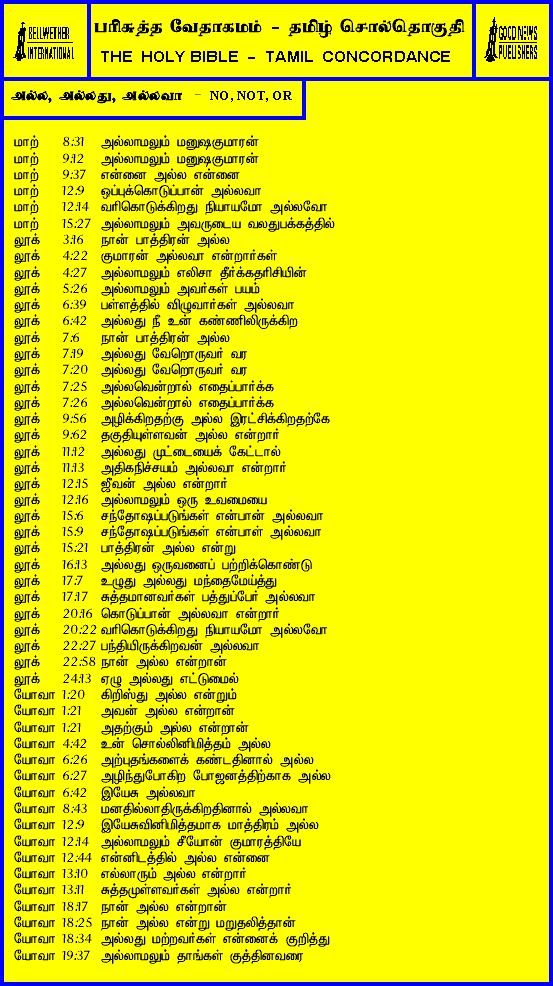 BELLWETHER INTERNATIONAL
பரிசுத்த வேதாகமம் - தமிழ் சொல்தொகுதி
THE HOLY BIBLE - TAMIL CONCORDANCE
GOOD NEWS PUBLISHERS
அல்ல, அல்லது, அல்லவா - NO, NOT, OR
மாற் 8:31 அல்லாமலும் மனுஷகுமாரன்
மாற் 9:12 அல்லாமலும் மனுஷகுமாரன்
மாற் 9:37 என்னை அல்ல என்னை
மாற் 12:9 ஒப்புக்கொடுப்பான் அல்லவா
மாற் 12:14 வரிகொடுக்கிறது நியாயமோ அல்லவோ
மாற் 15:27 அல்லாமலும் அவருடைய வலதுபக்கத்தில்
லூக் 3:16 நான் பாத்திரன் அல்ல
லூக் 4:22 குமாரன் அல்லவா என்றார்கள்
லூக் 4:27 அல்லாமலும் எலிசா தீர்க்கதரிசியின்
லூக் 5:26 அல்லாமலும் அவர்கள் பயம்
லூக் 6:39 பள்ளத்தில் விழுவார்கள் அல்லவா
லூக் 6:42 அல்லது நீ உன் கண்ணிலிருக்கிற
லூக் 7:6 நான் பாத்திரன் அல்ல
லூக் 7:19 அல்லது வேறொருவர் வர
லூக் 7:20 அல்லது வேறொருவர் வர
லூக் 7:25 அல்லவென்றால் எதைப்பார்க்க
லூக் 7:26 அல்லவென்றால் எதைப்பார்க்க
லூக் 9:56 அழிக்கிறதற்கு அல்ல இரட்சிக்கிறதற்கே
லூக் 9:62 தகுதியுள்ளவன் அல்ல என்றார்
லூக் 11:12 அல்லது முட்டையைக் கேட்டால்
லூக் 11:13 அதிகநிச்சயம் அல்லவா என்றார்
லூக் 12:15 ஜீவன் அல்ல என்றார்
லூக் 12:16 அல்லாமலும் ஒரு உவமையை
லூக் 15:6 சந்தோஷப்படுங்கள் என்பான் அல்லவா
லூக் 15:9 சந்தோஷப்படுங்கள் என்பாள் அல்லவா
லூக் 15:21 பாத்திரன் அல்ல என்று
லூக் 16:13 அல்லது ஒருவனைப் பற்றிக்கொண்டு
லூக் 17:7 உழுது அல்லது மந்தைமேய்த்து
லூக் 17:17 சுத்தமானவர்கள் பத்துப்பேர் அல்லவா
லூக் 20:16 கொடுப்பான் அல்லவா என்றார்
லூக் 20:22 வரிகொடுக்கிறது நியாயமோ அல்லவோ
லூக் 22:27 பந்தியிருக்கிறவன் அல்லவா
லூக் 22:58 நான் அல்ல என்றான்
லூக் 24:13 ஏழு அல்லது எட்டுமைல்
யோவா 1:20 கிறிஸ்து அல்ல என்றும்
யோவா 1:21 அவன் அல்ல என்றான்
யோவா 1:21 அதற்கும் அல்ல என்றான்
யோவா 4:42 உன் சொல்லினிமித்தம் அல்ல
யோவா 6:26 அற்புதங்களைக் கண்டதினால் அல்ல
யோவா 6:27 அழிந்துபோகிற போஜனத்திற்காக அல்ல
யோவா 6:42 இயேசு அல்லவா
யோவா 8:43 மனதில்லாதிருக்கிறதினால் அல்லவா
யோவா 12:9 இயேசுவினிமித்தமாக மாத்திரம் அல்ல
யோவா 12:14 அல்லாமலும் சீயோன் குமாரத்தியே
யோவா 12:44 என்னிடத்தில் அல்ல என்னை
யோவா 13:10 எல்லாரும் அல்ல என்றார்
யோவா 13:11 சுத்தமுள்ளவர்கள் அல்ல என்றார்
யோவா 18:17 நான் அல்ல என்றான்
யோவா 18:25 நான் அல்ல என்று மறுதலித்தான்
யோவா 18:34 அல்லது மற்றவர்கள் என்னைக் குறித்து
யோவா 19:37 அல்லாமலும் தாங்கள் குத்தினவரை